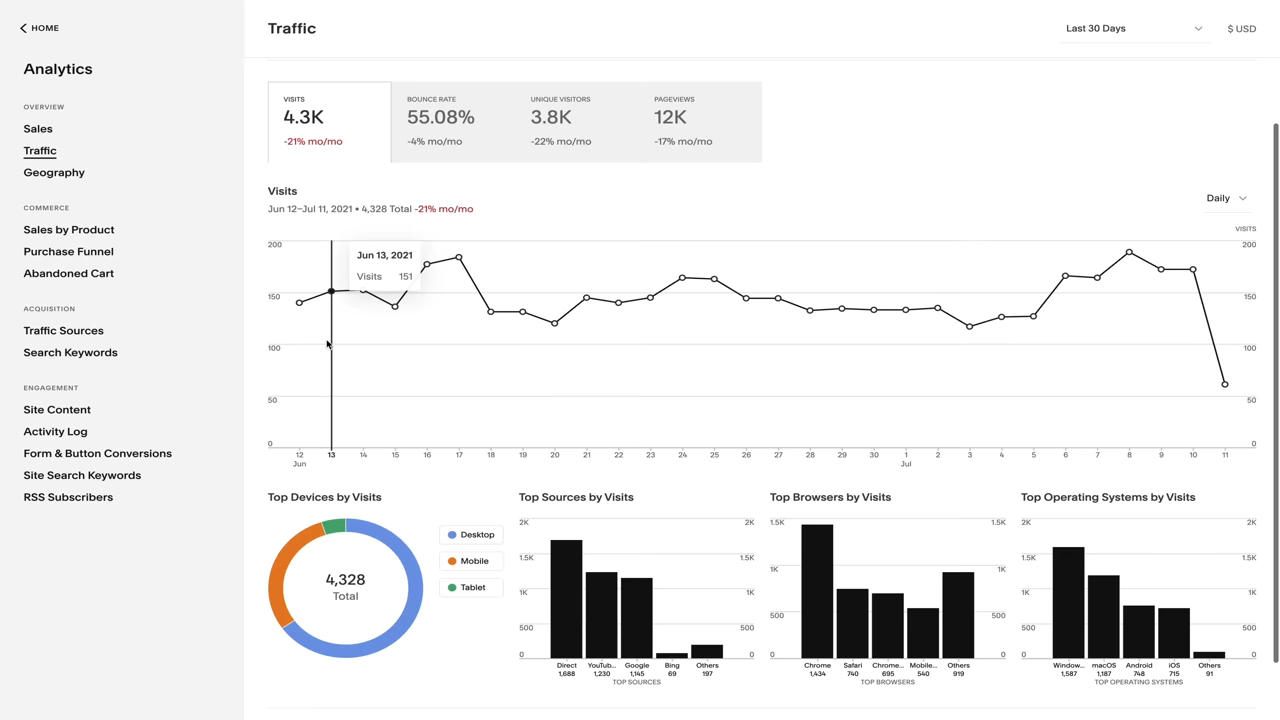 HOME
Analytics
OVERVIEW
Sales
Traffic
Geography
COMMERCE
Sales by Product
Purchase Funnel
Abandoned Cart
ACQUISITION
Traffic Sources
Search Keywords
ENGAGEMENT
Site Content
Activity Log
Form & Button Conversions
Site Search Keywords
RSS Subscribers
Traffic
Last 30 Days
$ USD
VISITS BOUNCE RATE UNIQUE VISITORS PAGEVIEWS
4.3K 55.08% 3.8K 12K
-21% mo/mo -4% mo/mo -22% mo/mo -17% mo/mo
Visits
Jun 12–Jul 11, 2021 • 4,328 Total -21% mo/mo
Daily
VISITS
200 200
Jun 13, 2021
Visits 151
150 150
100 100
50 50
0 0
12 13 14 15 16 17 18 19 20 21 22 23 24 25 26 27 28 29 30 1 2 3 4 5 6 7 8 9 10 11
Jun Jul
Top Devices by Visits
4,328
Total
Desktop
Mobile
Tablet
Top Sources by Visits
2K 2K
1.5K 1.5K
1K 1K
500 500
0 0
Direct YouTub... Google Bing Others
1,688 1,230 1,145 69 197
TOP SOURCES
Top Browsers by Visits
1.5K 1.5K
1K 1K
500 500
0 0
Chrome Safari Chrome... Mobile... Others
1,434 740 695 540 919
TOP BROWSERS
Top Operating Systems by Visits
2K 2K
1.5K 1.5K
1K 1K
500 500
0 0
Window... macOS Android iOS Others
1,587 1,187 748 715 91
TOP OPERATING SYSTEMS